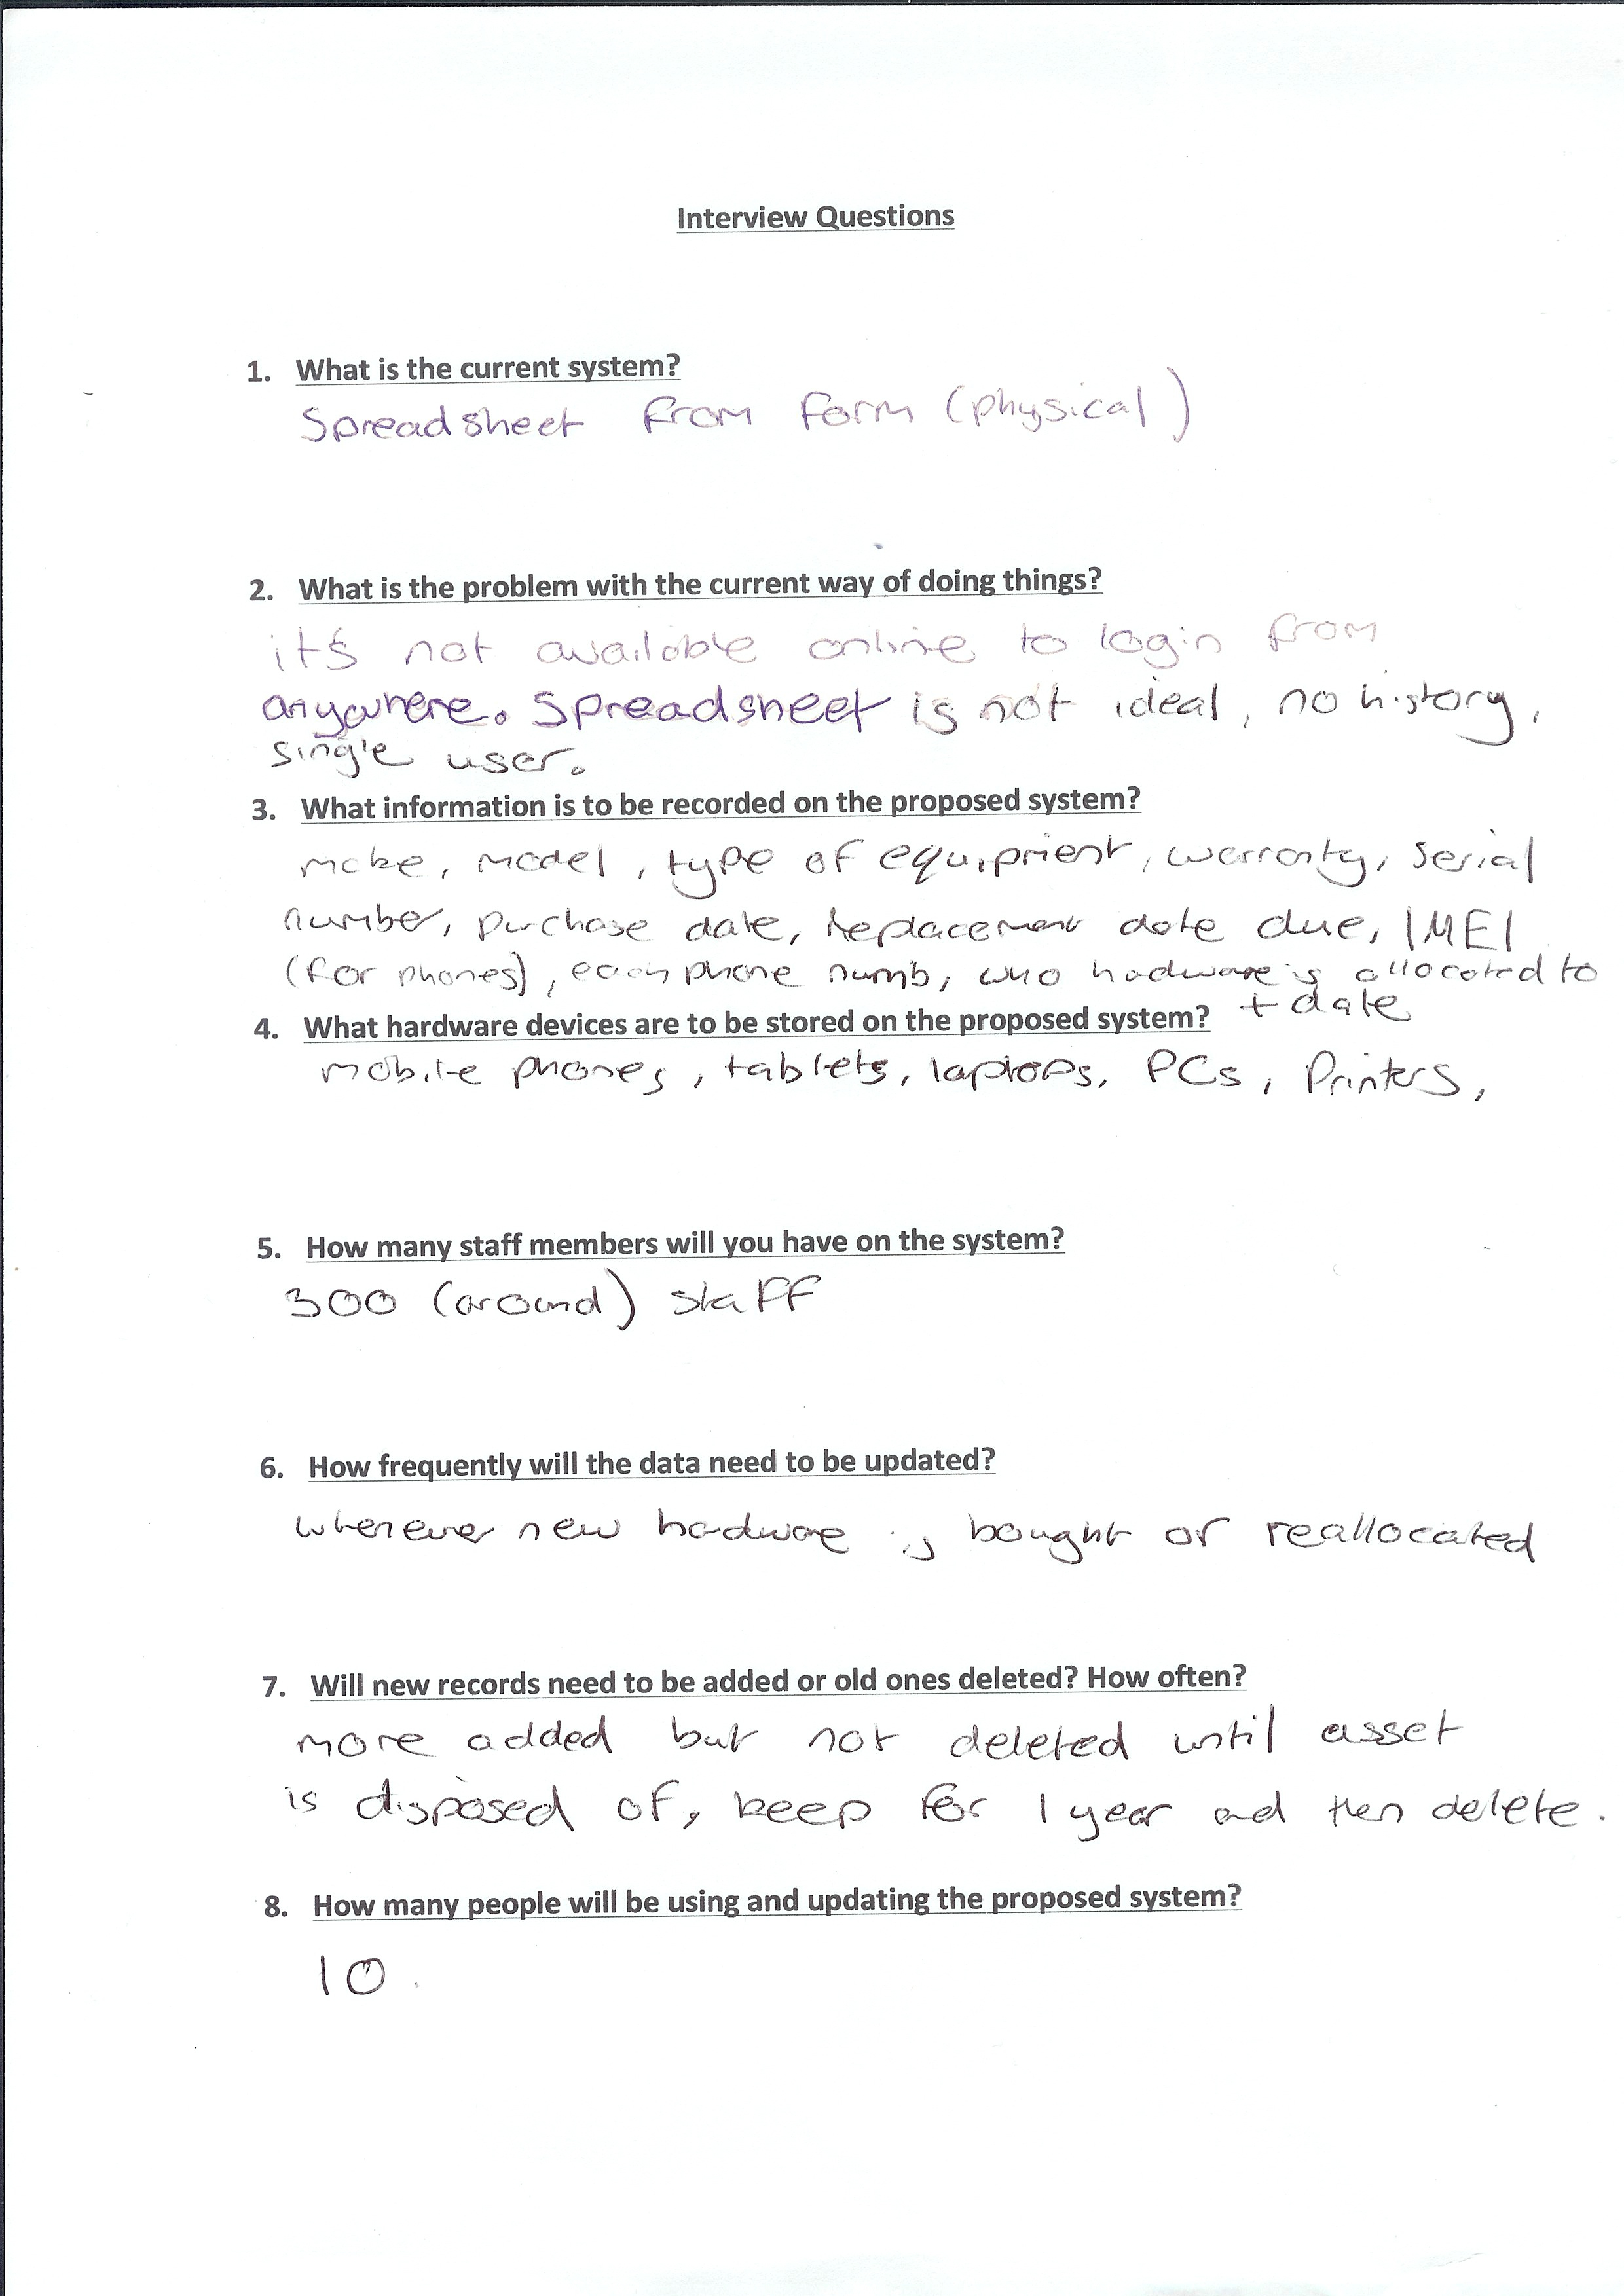 Interview Questions
1. What is the current system?
Spreadsheet from form (physical)
2. What is the problem with the current way of doing things?
it's not available online to login from
anywhere. Spreadsheet is not ideal, no history,
single user.
3. What information is to be recorded on the proposed system?
make, model, type of equipment, warranty, serial
number, purchase date, replacement date due, IMEI
(for phones), each phone numb, who hardware is allocated to
+ date
4. What hardware devices are to be stored on the proposed system?
mobile phones, tablets, laptops, PCs, Printers,
5. How many staff members will you have on the system?
300 (around) staff
6. How frequently will the data need to be updated?
whenever new hardware is bought or reallocated
7. Will new records need to be added or old ones deleted? How often?
more added but not deleted until asset
is disposed of, keep for 1 year and then delete.
8. How many people will be using and updating the proposed system?
10.